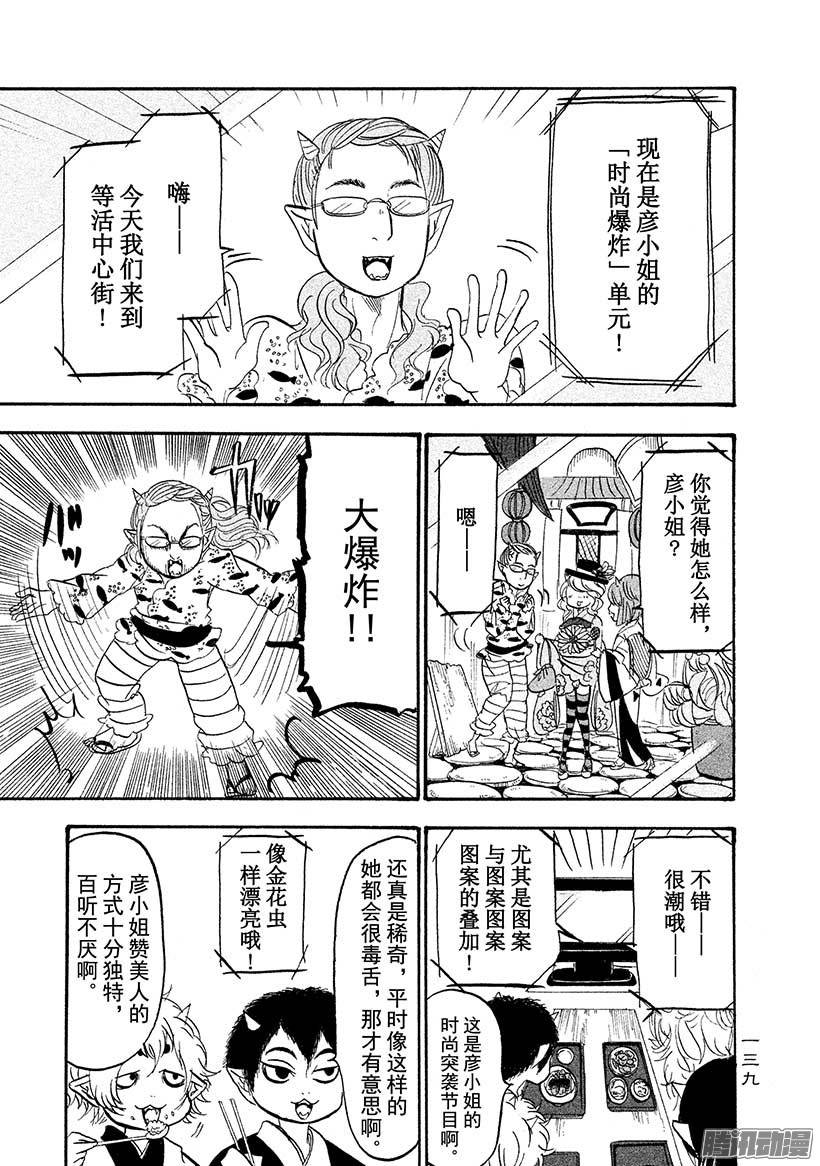 现在是彦小姐的
「时尚爆炸」单元！
嗨——
今天我们来到
等活中心街！
你觉得她怎么样，
彦小姐？
嗯——
大爆炸!!
ガッ
不错——
很潮哦——
尤其是图案
与图案图案
图案的叠加！
这是彦小姐的
时尚突袭节目啊。
还真是稀奇，平时像这样的
她都会很毒舌，那才有意思啊。
像金花虫
一样漂亮哦！
彦小姐赞美人的
方式十分独特，
百听不厌啊。
一三九
腾讯动漫